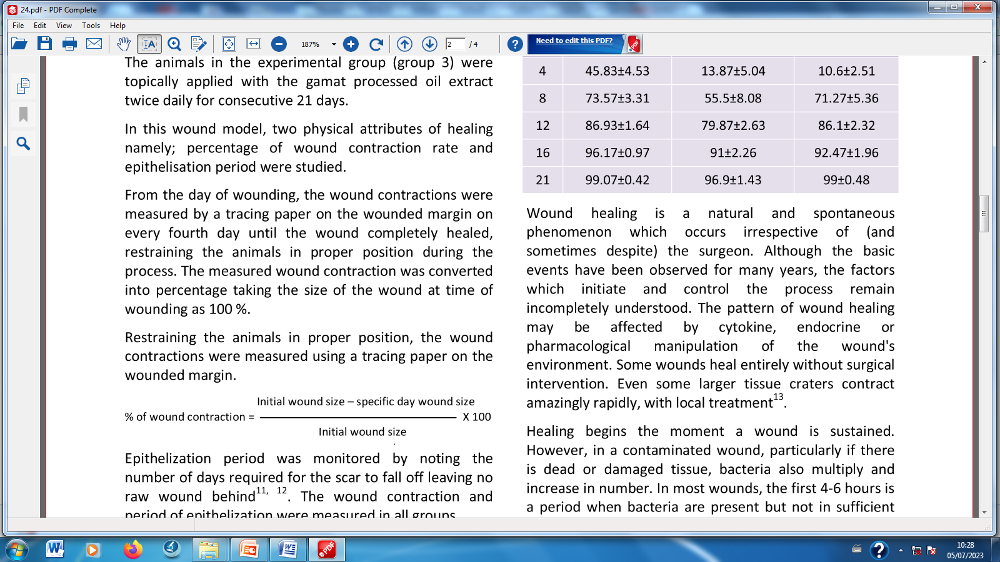 24.pdf - PDF Complete
File Edit View Tools Help
187% 2 / 4 Need to edit this PDF? PDF
The animals in the experimental group (group 3) were
topically applied with the gamat processed oil extract
twice daily for consecutive 21 days.
In this wound model, two physical attributes of healing
namely; percentage of wound contraction rate and
epithelisation period were studied.
From the day of wounding, the wound contractions were
measured by a tracing paper on the wounded margin on
every fourth day until the wound completely healed,
restraining the animals in proper position during the
process. The measured wound contraction was converted
into percentage taking the size of the wound at time of
wounding as 100 %.
Restraining the animals in proper position, the wound
contractions were measured using a tracing paper on the
wounded margin.
Initial wound size – specific day wound size
% of wound contraction = X 100
Initial wound size
Epithelization period was monitored by noting the
number of days required for the scar to fall off leaving no
raw wound behind11, 12. The wound contraction and
period of epithelization were measured in all groups.
4 45.83±4.53 13.87±5.04 10.6±2.51
8 73.57±3.31 55.5±8.08 71.27±5.36
12 86.93±1.64 79.87±2.63 86.1±2.32
16 96.17±0.97 91±2.26 92.47±1.96
21 99.07±0.42 96.9±1.43 99±0.48
Wound healing is a natural and spontaneous
phenomenon which occurs irrespective of (and
sometimes despite) the surgeon. Although the basic
events have been observed for many years, the factors
which initiate and control the process remain
incompletely understood. The pattern of wound healing
may be affected by cytokine, endocrine or
pharmacological manipulation of the wound's
environment. Some wounds heal entirely without surgical
intervention. Even some larger tissue craters contract
amazingly rapidly, with local treatment13.
Healing begins the moment a wound is sustained.
However, in a contaminated wound, particularly if there
is dead or damaged tissue, bacteria also multiply and
increase in number. In most wounds, the first 4-6 hours is
a period when bacteria are present but not in sufficient
PDF
10:28
05/07/2023